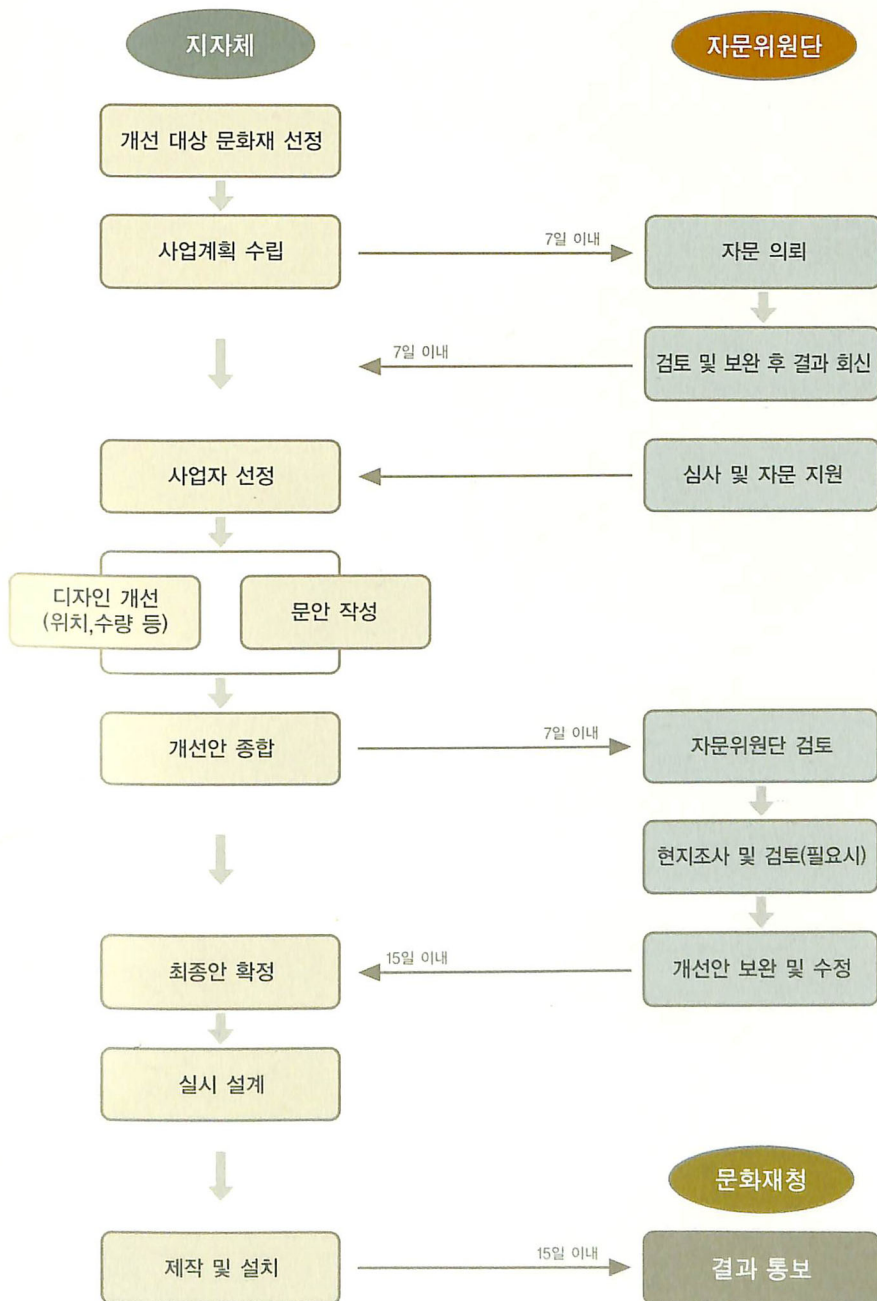 지자체
자문위원단
개선 대상 문화재 선정
사업계획 수립
7일 이내
자문 의뢰
7일 이내
검토 및 보완 후 결과 회신
사업자 선정
심사 및 자문 지원
디자인 개선
(위치,수량 등)
문안 작성
개선안 종합
7일 이내
자문위원단 검토
현지조사 및 검토(필요시)
최종안 확정
15일 이내
개선안 보완 및 수정
실시 설계
문화재청
제작 및 설치
15일 이내
결과 통보